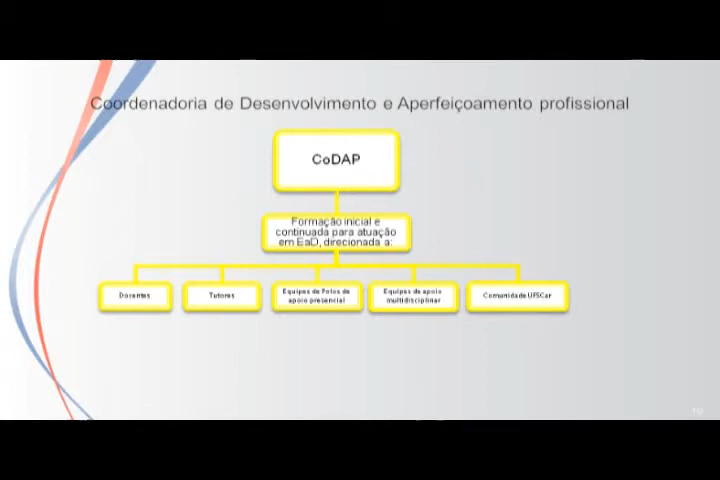 Coordenadoria de Desenvolvimento e Aperfeiçoamento profissional
CoDAP
Formação inicial e
continuada para atuação
em EaD, direcionada a:
Docentes
Tutores
Equipes de Polos de
apoio presencial
Equipes de apoio
multidisciplinar
Comunidade UFSCar